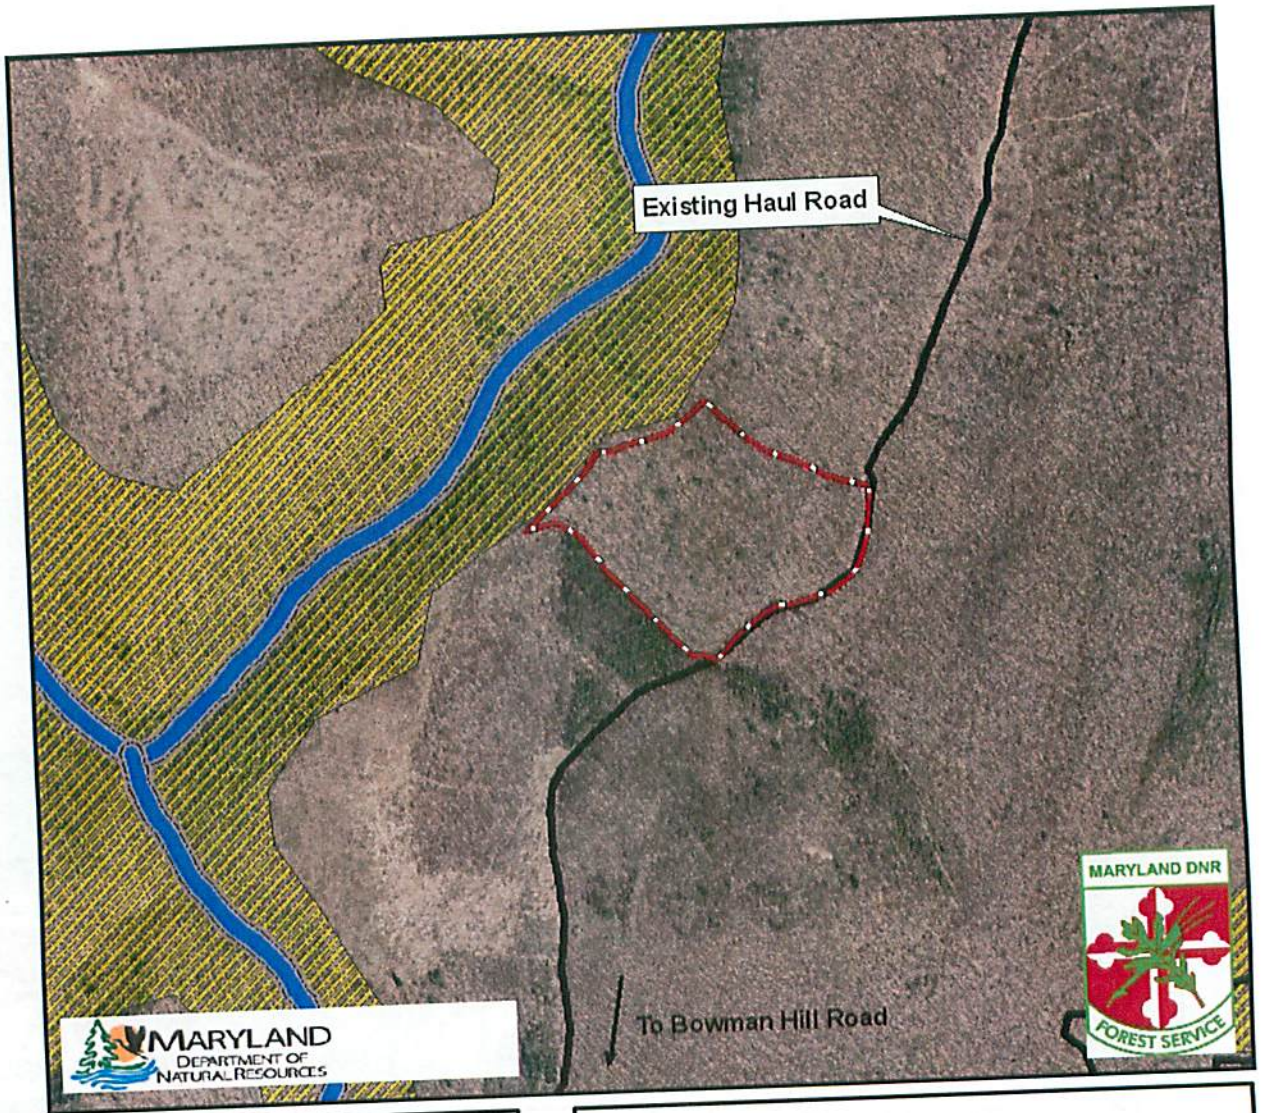 Existing Haul Road
MARYLAND DNR
FOREST SERVICE
To Bowman Hill Road
MARYLAND
DEPARTMENT OF
NATURAL RESOURCES